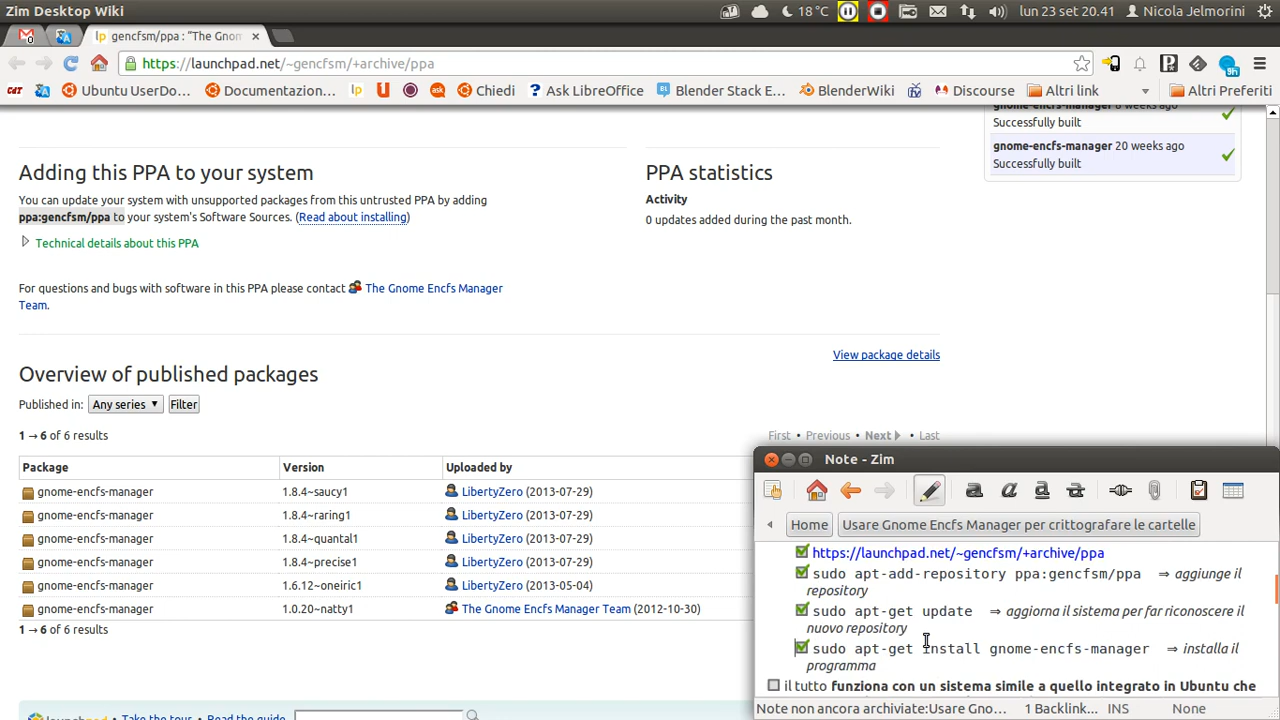 Zim Desktop Wiki
18 °C
lun 23 set 20.41
Nicola Jelmorini
gencfsm/ppa : “The Gnom
https://launchpad.net/~gencfsm/+archive/ppa
CAT
Ubuntu UserDo...
Documentazion...
lp
U
ask
Chiedi
Ask LibreOffice
Blender Stack E...
BlenderWiki
Discourse
Altri link
Altri Preferiti
gnome-encfs-manager 6 weeks ago
Successfully built
gnome-encfs-manager 20 weeks ago
Successfully built
Adding this PPA to your system
You can update your system with unsupported packages from this untrusted PPA by adding
ppa:gencfsm/ppa to your system's Software Sources. (Read about installing)
Technical details about this PPA
PPA statistics
Activity
0 updates added during the past month.
For questions and bugs with software in this PPA please contact The Gnome Encfs Manager
Team.
View package details
Overview of published packages
Published in: Any series Filter
1 → 6 of 6 results
First • Previous • Next • Last
Package Version Uploaded by
gnome-encfs-manager 1.8.4~saucy1 LibertyZero (2013-07-29)
gnome-encfs-manager 1.8.4~raring1 LibertyZero (2013-07-29)
gnome-encfs-manager 1.8.4~quantal1 LibertyZero (2013-07-29)
gnome-encfs-manager 1.8.4~precise1 LibertyZero (2013-07-29)
gnome-encfs-manager 1.6.12~oneiric1 LibertyZero (2013-05-04)
gnome-encfs-manager 1.0.20~natty1 The Gnome Encfs Manager Team (2012-10-30)
1 → 6 of 6 results
launchpad.net
Take the tour • Read the guide
Note - Zim
Home
Usare Gnome Encfs Manager per crittografare le cartelle
https://launchpad.net/~gencfsm/+archive/ppa
sudo apt-add-repository ppa:gencfsm/ppa ⇒ aggiunge il
repository
sudo apt-get update ⇒ aggiorna il sistema per far riconoscere il
nuovo repository
sudo apt-get install gnome-encfs-manager ⇒ installa il
programma
il tutto funziona con un sistema simile a quello integrato in Ubuntu che
Note non ancora archiviate:Usare Gno... 1 Backlink... INS None